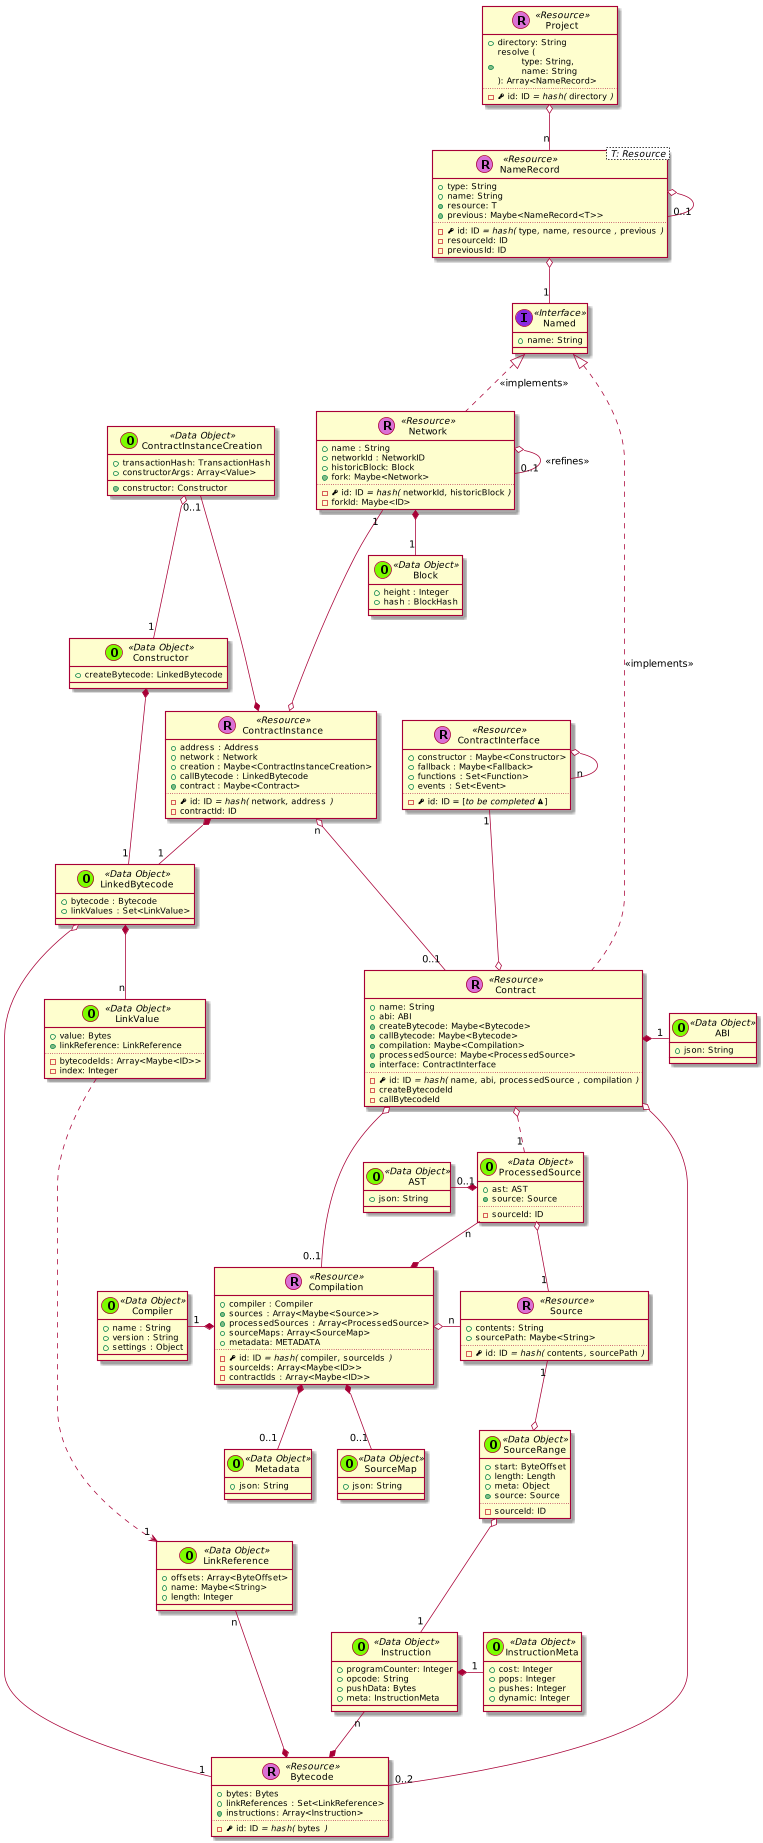 R «Resource»
Project
directory: String
resolve (
type: String,
name: String
): Array<NameRecord>
id: ID = hash( directory )
n
T: Resource
R «Resource»
NameRecord
type: String
name: String
resource: T
previous: Maybe<NameRecord<T>>
id: ID = hash( type, name, resource , previous )
resourceId: ID
previousId: ID
0..1
1
I «Interface»
Named
name: String
«implements»
R «Resource»
Network
name : String
networkId : NetworkID
historicBlock: Block
fork: Maybe<Network>
id: ID = hash( networkId, historicBlock )
forkId: Maybe<ID>
0..1
«refines»
O «Data Object»
ContractInstanceCreation
transactionHash: TransactionHash
constructorArgs: Array<Value>
constructor: Constructor
0..1
1
1
O «Data Object»
Block
height : Integer
hash : BlockHash
1
O «Data Object»
Constructor
createBytecode: LinkedBytecode
«implements»
R «Resource»
ContractInstance
address : Address
network : Network
creation : Maybe<ContractInstanceCreation>
callBytecode : LinkedBytecode
contract : Maybe<Contract>
id: ID = hash( network, address )
contractId: ID
R «Resource»
ContractInterface
constructor : Maybe<Constructor>
fallback : Maybe<Fallback>
functions : Set<Function>
events : Set<Event>
id: ID = [to be completed ]
n
n
1
1
1
O «Data Object»
LinkedBytecode
bytecode : Bytecode
linkValues : Set<LinkValue>
0..1
n
R «Resource»
Contract
name: String
abi: ABI
createBytecode: Maybe<Bytecode>
callBytecode: Maybe<Bytecode>
compilation: Maybe<Compilation>
processedSource: Maybe<ProcessedSource>
interface: ContractInterface
id: ID = hash( name, abi, processedSource , compilation )
createBytecodeId
callBytecodeId
O «Data Object»
LinkValue
value: Bytes
linkReference: LinkReference
bytecodeIds: Array<Maybe<ID>>
index: Integer
1
O «Data Object»
ABI
json: String
1
O «Data Object»
ProcessedSource
ast: AST
source: Source
sourceId: ID
O «Data Object»
AST
json: String
0..1
n
0..1
1
R «Resource»
Compilation
compiler : Compiler
sources : Array<Maybe<Source>>
processedSources : Array<ProcessedSource>
sourceMaps: Array<SourceMap>
metadata: METADATA
id: ID = hash( compiler, sourceIds )
sourceIds: Array<Maybe<ID>>
contractIds : Array<Maybe<ID>>
O «Data Object»
Compiler
name : String
version : String
settings : Object
1
n
R «Resource»
Source
contents: String
sourcePath: Maybe<String>
id: ID = hash( contents, sourcePath )
1
0..1
0..1
O «Data Object»
Metadata
json: String
O «Data Object»
SourceMap
json: String
O «Data Object»
SourceRange
start: ByteOffset
length: Length
meta: Object
source: Source
sourceId: ID
1
O «Data Object»
LinkReference
offsets: Array<ByteOffset>
name: Maybe<String>
length: Integer
n
1
O «Data Object»
Instruction
programCounter: Integer
opcode: String
pushData: Bytes
meta: InstructionMeta
1
O «Data Object»
InstructionMeta
cost: Integer
pops: Integer
pushes: Integer
dynamic: Integer
n
1
0..2
R «Resource»
Bytecode
bytes: Bytes
linkReferences : Set<LinkReference>
instructions: Array<Instruction>
id: ID = hash( bytes )